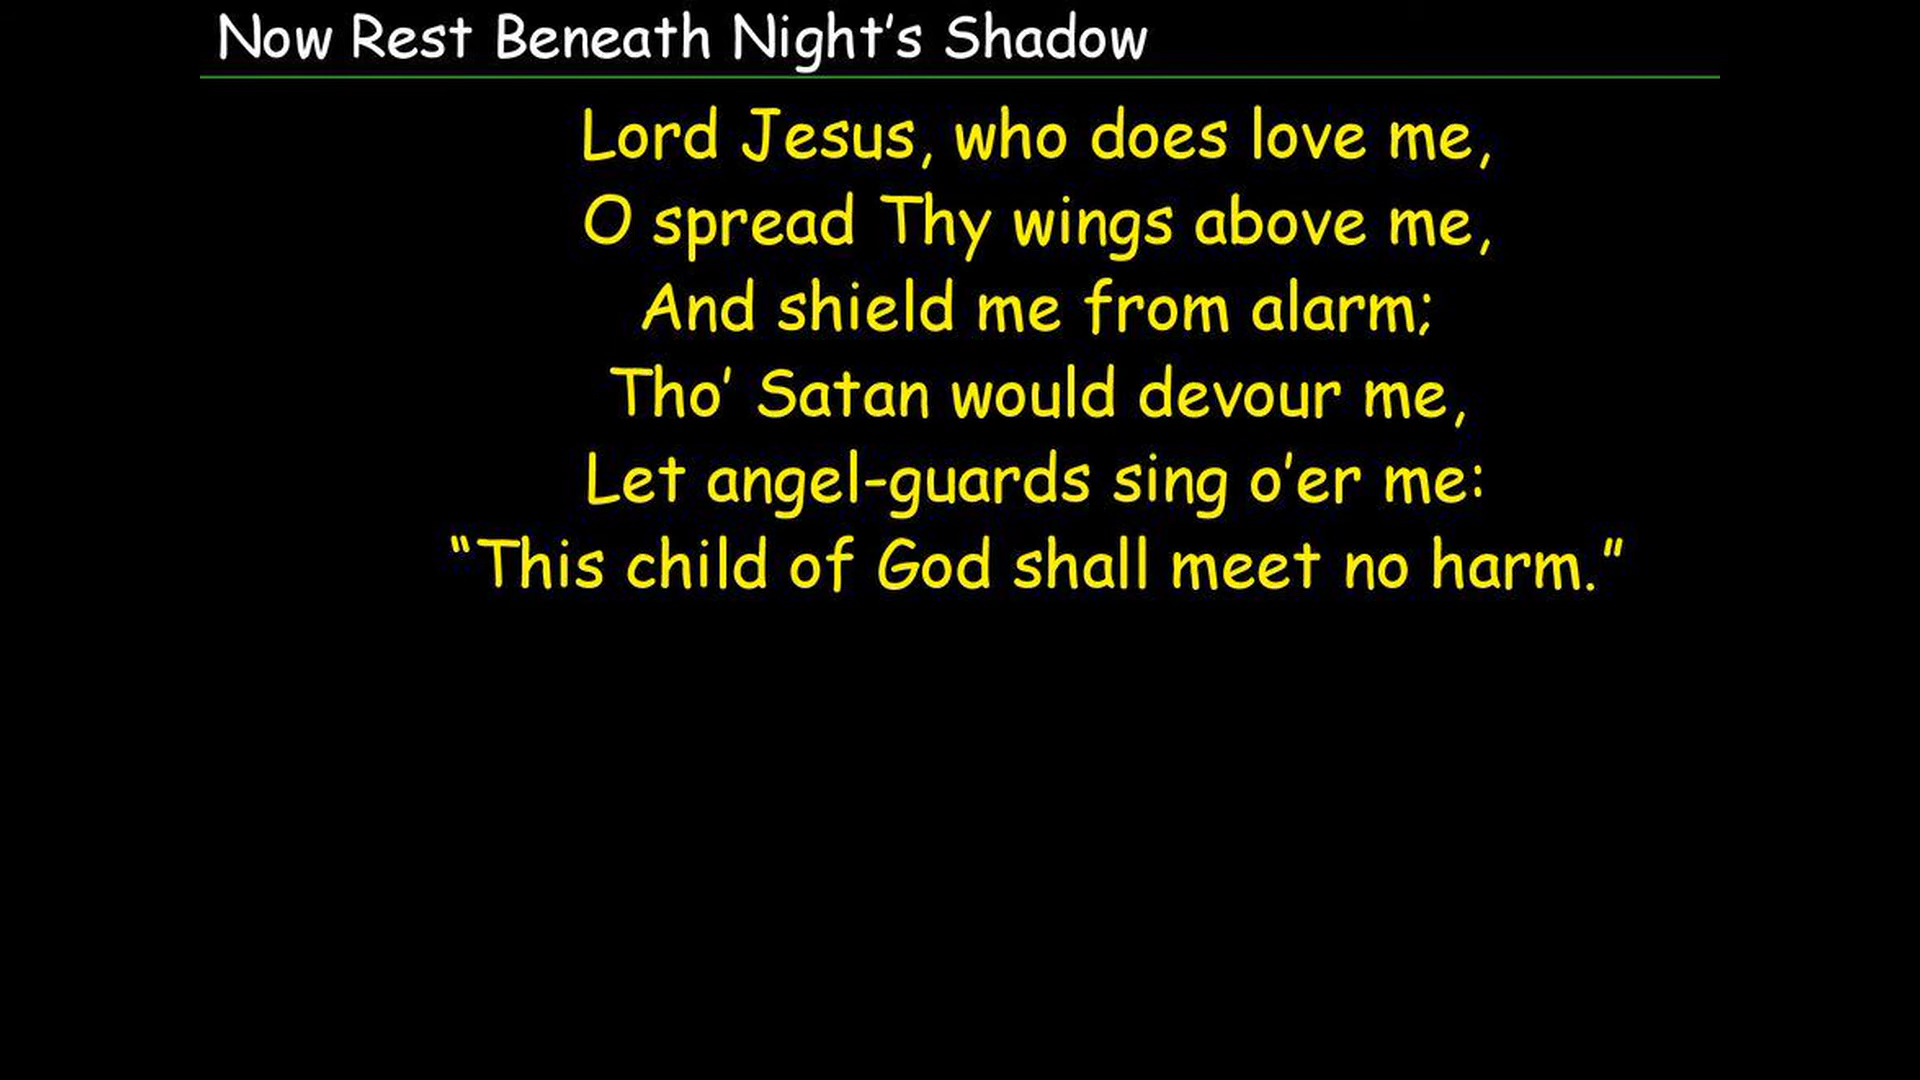 Now Rest Beneath Night’s Shadow
Lord Jesus, who does love me,
O spread Thy wings above me,
And shield me from alarm;
Tho’ Satan would devour me,
Let angel-guards sing o’er me:
“This child of God shall meet no harm.”